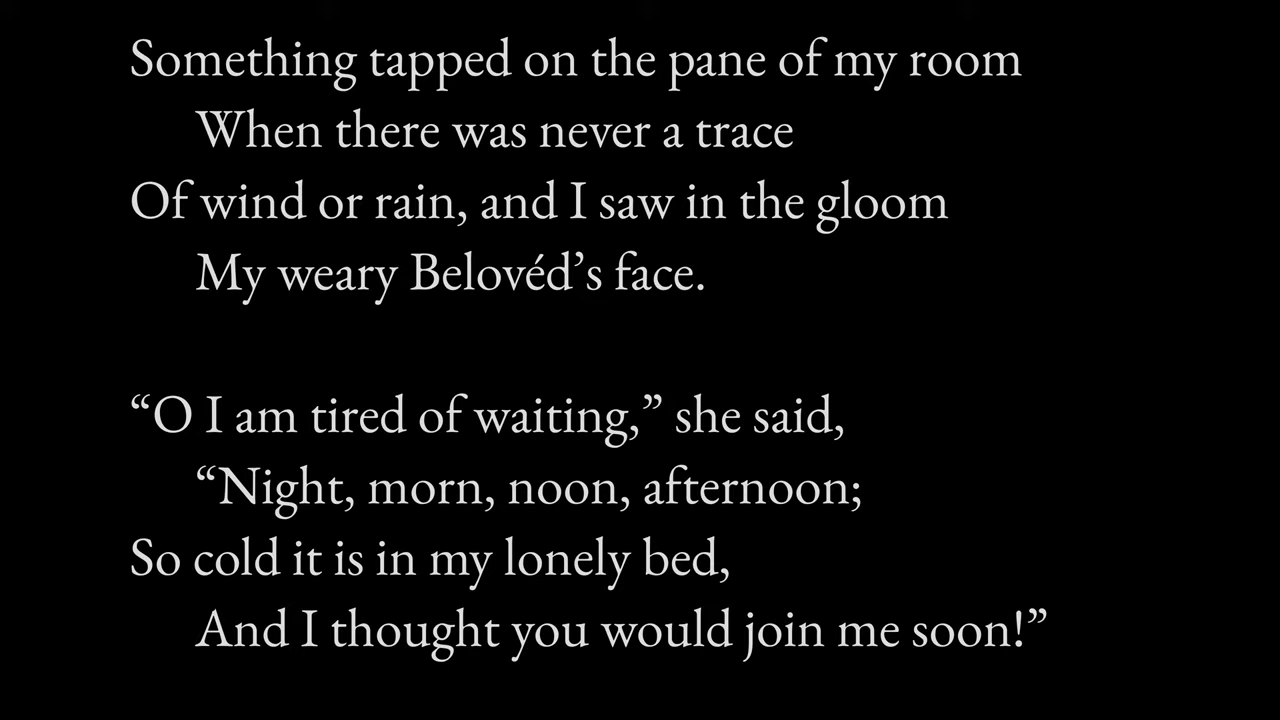 Something tapped on the pane of my room
When there was never a trace
Of wind or rain, and I saw in the gloom
My weary Belovéd’s face.
“O I am tired of waiting,” she said,
“Night, morn, noon, afternoon;
So cold it is in my lonely bed,
And I thought you would join me soon!”